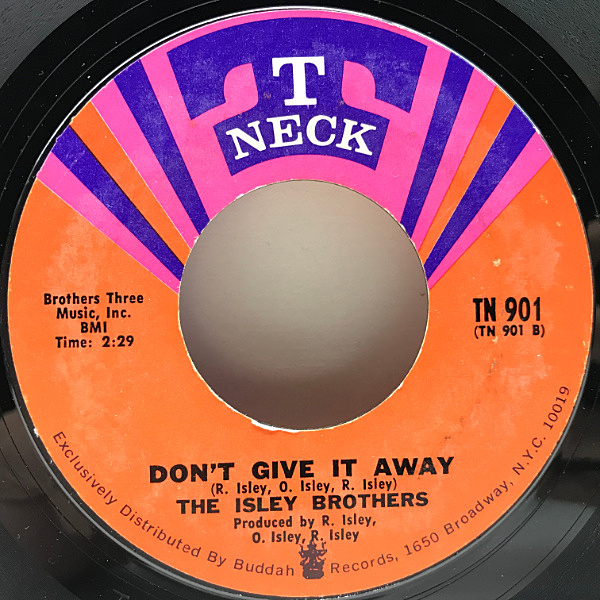 T
NECK
Brothers Three
Music, Inc.
BMI
Time: 2:29
TN 901
(TN 901 B)
DON'T GIVE IT AWAY
(R. Isley, O. Isley, R. Isley)
THE ISLEY BROTHERS
Produced by R. Isley,
O. Isley, R. Isley
Exclusively Distributed By Buddah Records, 1650 Broadway, N.Y.C. 10019